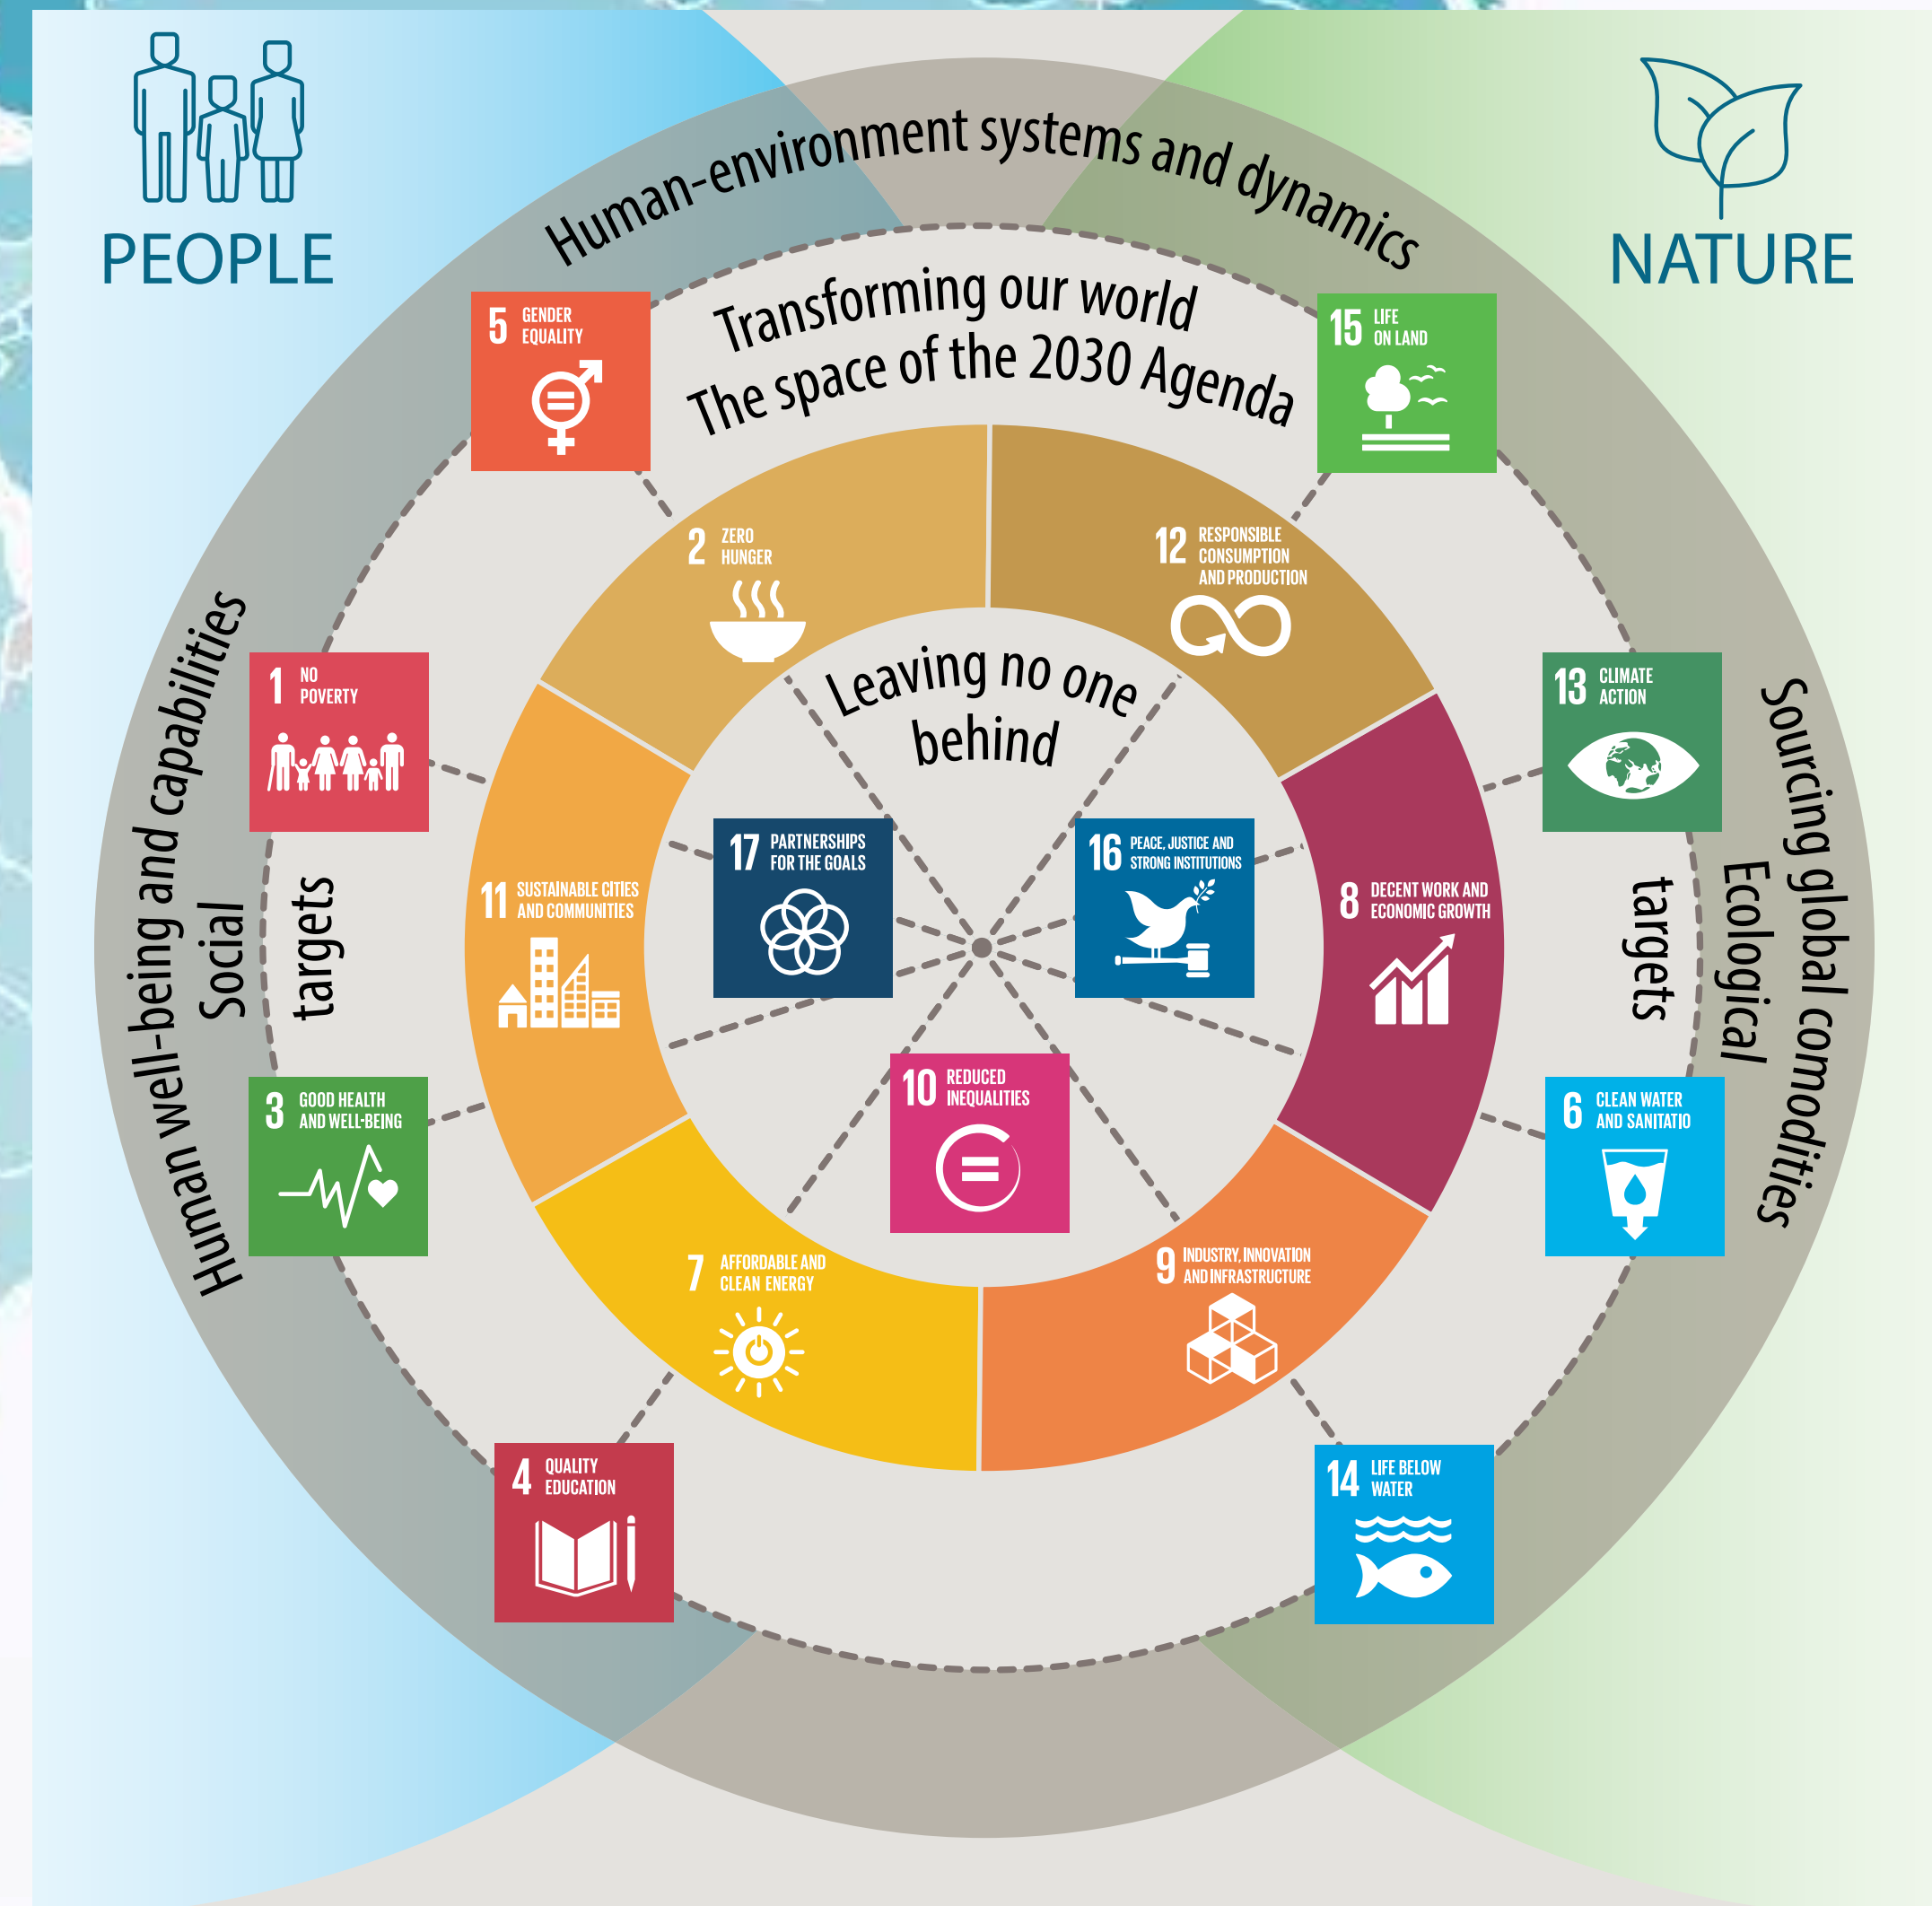 PEOPLE
NATURE
Human-environment systems and dynamics
Transforming our world
The space of the 2030 Agenda
5 GENDER
EQUALITY
15 LIFE
ON LAND
2 ZERO
HUNGER
12 RESPONSIBLE
CONSUMPTION
AND PRODUCTION
Leaving no one
behind
1 NO
POVERTY
13 CLIMATE
ACTION
Human well-being and capabilities
Social
targets
17 PARTNERSHIPS
FOR THE GOALS
16 PEACE, JUSTICE AND
STRONG INSTITUTIONS
11 SUSTAINABLE CITIES
AND COMMUNITIES
8 DECENT WORK AND
ECONOMIC GROWTH
targets
Ecological
Sourcing global commodities
3 GOOD HEALTH
AND WELL-BEING
10 REDUCED
INEQUALITIES
6 CLEAN WATER
AND SANITATIO
7 AFFORDABLE AND
CLEAN ENERGY
9 INDUSTRY, INNOVATION
AND INFRASTRUCTURE
4 QUALITY
EDUCATION
14 LIFE BELOW
WATER